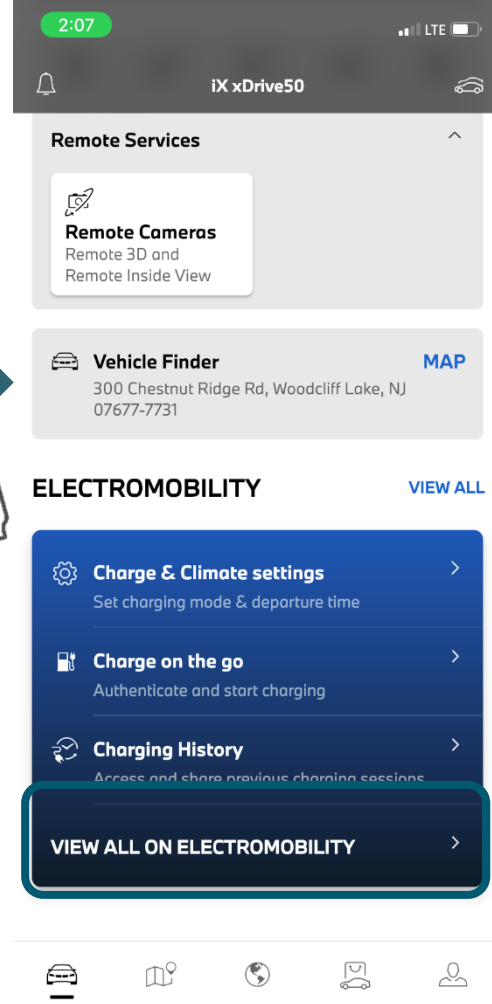 2:07
LTE
iX xDrive50
Remote Services
Remote Cameras
Remote 3D and
Remote Inside View
Vehicle Finder
MAP
300 Chestnut Ridge Rd, Woodcliff Lake, NJ
07677-7731
ELECTROMOBILITY
VIEW ALL
Charge & Climate settings
Set charging mode & departure time
Charge on the go
Authenticate and start charging
Charging History
Access and share previous charging sessions
VIEW ALL ON ELECTROMOBILITY